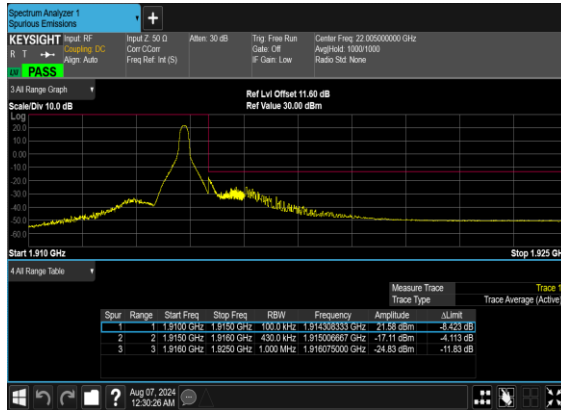 Spectrum Analyzer 1
Spurious Emissions
+
KEYSIGHT Input: RF Input Z: 50 Ω Atten: 30 dB Trig: Free Run Center Freq: 22.005000000 GHz
R T Coupling: DC Corr CCorr Gate: Off Avg|Hold: 1000/1000
Align: Auto Freq Ref: Int (S) IF Gain: Low Radio Std: None
PASS
3 All Range Graph
Ref Lvl Offset 11.60 dB
Scale/Div 10.0 dB Ref Value 30.00 dBm
Log
20.0
10.0
0.00
-10.0
-20.0
-30.0
-40.0
-50.0
-60.0
Start 1.910 GHz Stop 1.925 GH
4 All Range Table
Measure Trace Trace 1
Trace Type Trace Average (Active)
Spur Range Start Freq Stop Freq RBW Frequency Amplitude ΔLimit
1 1 1.9100 GHz 1.9150 GHz 100.0 kHz 1.914308333 GHz 21.58 dBm -8.423 dB
2 2 1.9150 GHz 1.9160 GHz 430.0 kHz 1.915006667 GHz -17.11 dBm -4.113 dB
3 3 1.9160 GHz 1.9250 GHz 1.000 MHz 1.916075000 GHz -24.83 dBm -11.83 dB
? Aug 07, 2024
12:30:26 AM